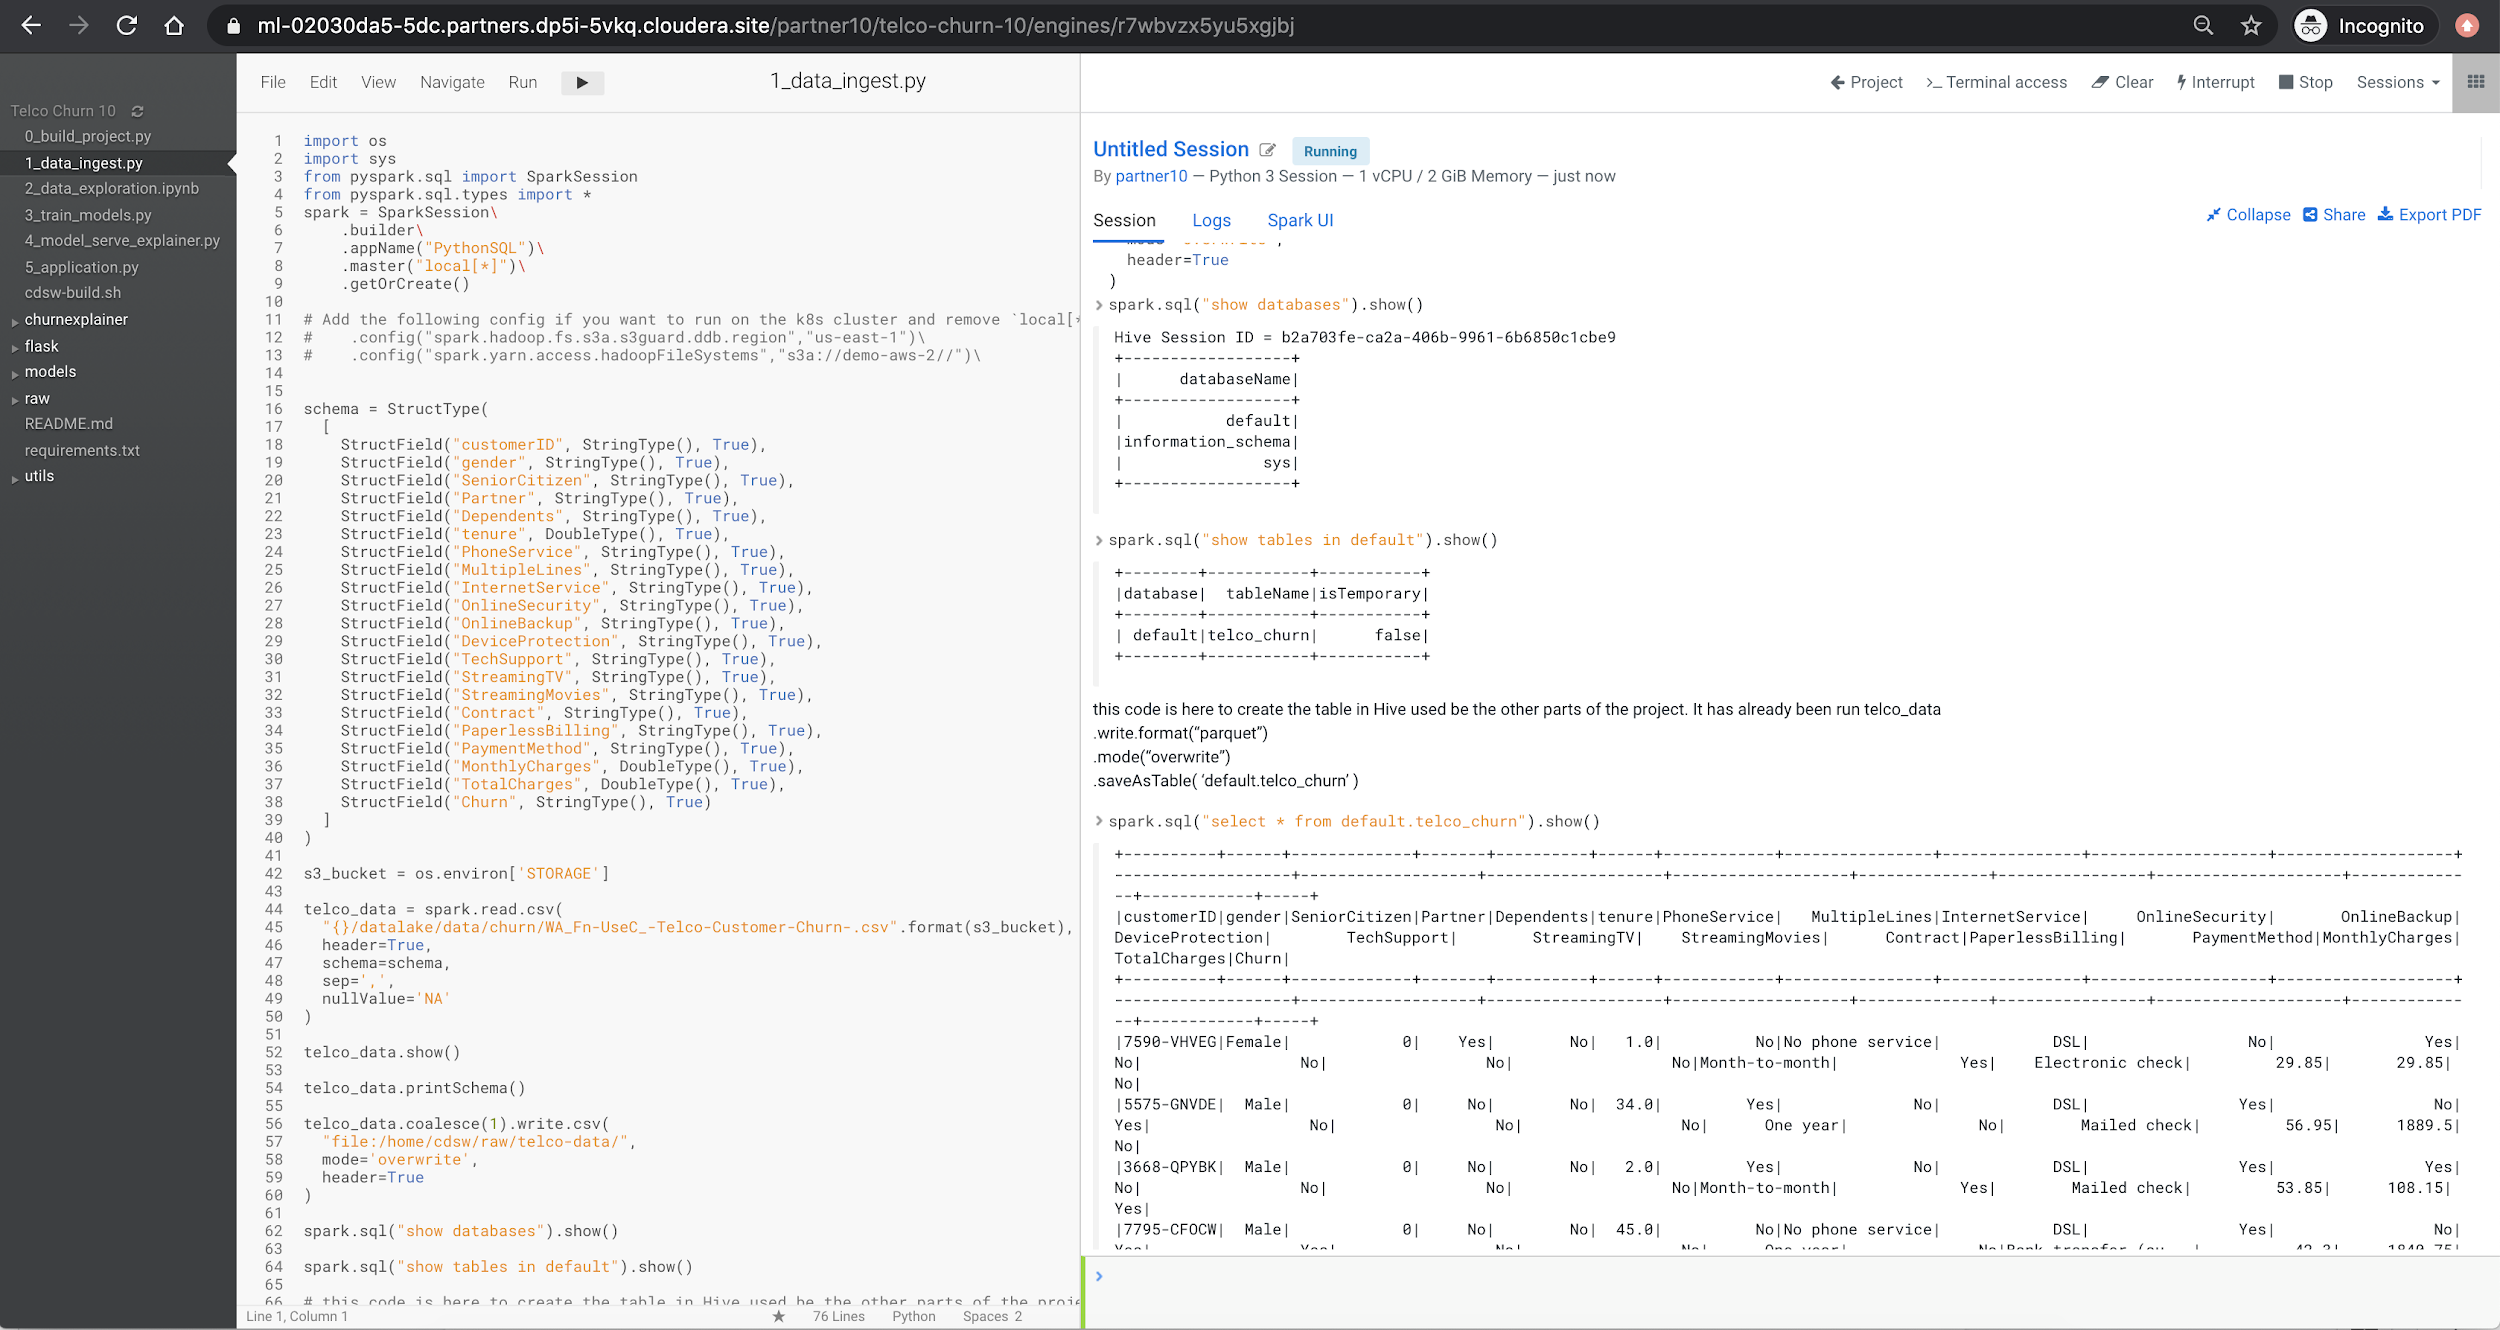 ml-02030da5-5dc.partners.dp5i-5vkq.cloudera.site/partner10/telco-churn-10/engines/r7wbvzx5yu5xgjbj
Incognito
Telco Churn 10
0_build_project.py
1_data_ingest.py
2_data_exploration.ipynb
3_train_models.py
4_model_serve_explainer.py
5_application.py
cdsw-build.sh
churnexplainer
flask
models
raw
README.md
requirements.txt
utils
File Edit View Navigate Run
1_data_ingest.py
1 import os
2 import sys
3 from pyspark.sql import SparkSession
4 from pyspark.sql.types import *
5 spark = SparkSession\
6     .builder\
7     .appName("PythonSQL")\
8     .master("local[*]")\
9     .getOrCreate()
10
11 # Add the following config if you want to run on the k8s cluster and remove `local[*
12 #    .config("spark.hadoop.fs.s3a.s3guard.ddb.region","us-east-1")\
13 #    .config("spark.yarn.access.hadoopFileSystems","s3a://demo-aws-2//")\
14
15
16 schema = StructType(
17   [
18     StructField("customerID", StringType(), True),
19     StructField("gender", StringType(), True),
20     StructField("SeniorCitizen", StringType(), True),
21     StructField("Partner", StringType(), True),
22     StructField("Dependents", StringType(), True),
23     StructField("tenure", DoubleType(), True),
24     StructField("PhoneService", StringType(), True),
25     StructField("MultipleLines", StringType(), True),
26     StructField("InternetService", StringType(), True),
27     StructField("OnlineSecurity", StringType(), True),
28     StructField("OnlineBackup", StringType(), True),
29     StructField("DeviceProtection", StringType(), True),
30     StructField("TechSupport", StringType(), True),
31     StructField("StreamingTV", StringType(), True),
32     StructField("StreamingMovies", StringType(), True),
33     StructField("Contract", StringType(), True),
34     StructField("PaperlessBilling", StringType(), True),
35     StructField("PaymentMethod", StringType(), True),
36     StructField("MonthlyCharges", DoubleType(), True),
37     StructField("TotalCharges", DoubleType(), True),
38     StructField("Churn", StringType(), True)
39   ]
40 )
41
42 s3_bucket = os.environ['STORAGE']
43
44 telco_data = spark.read.csv(
45   "{}/datalake/data/churn/WA_Fn-UseC_-Telco-Customer-Churn-.csv".format(s3_bucket),
46   header=True,
47   schema=schema,
48   sep=',',
49   nullValue='NA'
50 )
51
52 telco_data.show()
53
54 telco_data.printSchema()
55
56 telco_data.coalesce(1).write.csv(
57   "file:/home/cdsw/raw/telco-data/",
58   mode='overwrite',
59   header=True
60 )
61
62 spark.sql("show databases").show()
63
64 spark.sql("show tables in default").show()
65
66 # this code is here to create the table in Hive used be the other parts of the proje
Line 1, Column 1 ★ 76 Lines Python Spaces 2
Project >_ Terminal access Clear Interrupt Stop Sessions
Untitled Session Running
By partner10 — Python 3 Session — 1 vCPU / 2 GiB Memory — just now
Session Logs Spark UI
Collapse Share Export PDF
header=True
)
> spark.sql("show databases").show()
Hive Session ID = b2a703fe-ca2a-406b-9961-6b6850c1cbe9
+------------------+
|      databaseName|
+------------------+
|           default|
|information_schema|
|               sys|
+------------------+
> spark.sql("show tables in default").show()
+--------+-----------+-----------+
|database|  tableName|isTemporary|
+--------+-----------+-----------+
| default|telco_churn|      false|
+--------+-----------+-----------+
this code is here to create the table in Hive used be the other parts of the project. It has already been run telco_data
.write.format(“parquet”)
.mode(“overwrite”)
.saveAsTable( ‘default.telco_churn’ )
> spark.sql("select * from default.telco_churn").show()
+----------+------+-------------+-------+----------+------+------------+----------------+---------------+-------------------+-------------------+
-------------------+-------------------+-------------------+-------------------+--------------+----------------+--------------------+------------
--+------------+-----+
|customerID|gender|SeniorCitizen|Partner|Dependents|tenure|PhoneService|   MultipleLines|InternetService|     OnlineSecurity|       OnlineBackup|
DeviceProtection|        TechSupport|         StreamingTV|    StreamingMovies|      Contract|PaperlessBilling|       PaymentMethod|MonthlyCharges|
TotalCharges|Churn|
+----------+------+-------------+-------+----------+------+------------+----------------+---------------+-------------------+-------------------+
-------------------+-------------------+-------------------+-------------------+--------------+----------------+--------------------+------------
--+------------+-----+
|7590-VHVEG|Female|            0|    Yes|        No|   1.0|          No|No phone service|            DSL|                 No|                Yes|
No|                 No|                 No|                 No|Month-to-month|             Yes|    Electronic check|         29.85|       29.85|
No|
|5575-GNVDE|  Male|            0|     No|        No|  34.0|         Yes|              No|            DSL|                Yes|                 No|
Yes|                 No|                 No|                 No|      One year|              No|        Mailed check|         56.95|      1889.5|
No|
|3668-QPYBK|  Male|            0|     No|        No|   2.0|         Yes|              No|            DSL|                Yes|                Yes|
No|                 No|                 No|                 No|Month-to-month|             Yes|        Mailed check|         53.85|      108.15|
Yes|
|7795-CFOCW|  Male|            0|     No|        No|  45.0|          No|No phone service|            DSL|                Yes|                 No|